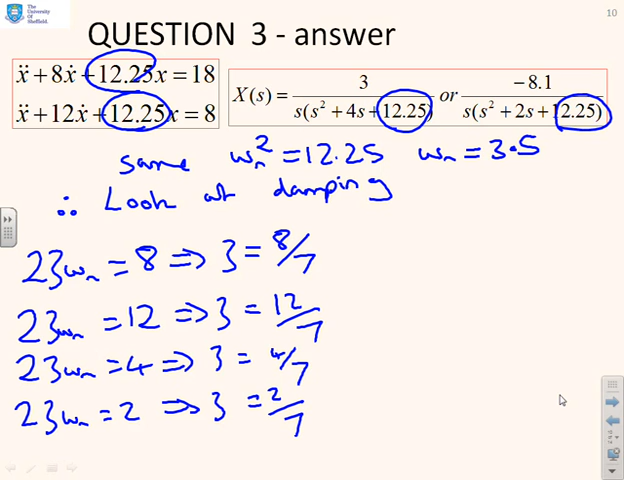 The
University
Of
Sheffield.
10
QUESTION 3 - answer
ẍ+8ẋ+12.25x=18
ẍ+12ẋ+12.25x=8
X(s) = 3 / s(s²+4s+12.25) or −8.1 / s(s²+2s+12.25)
same ωn² = 12.25 ωn = 3.5
∴ Look at damping
2ζωn = 8 ⇒ ζ = 8/7
2ζωn = 12 ⇒ ζ = 12/7
2ζωn = 4 ⇒ ζ = 4/7
2ζωn = 2 ⇒ ζ = 2/7